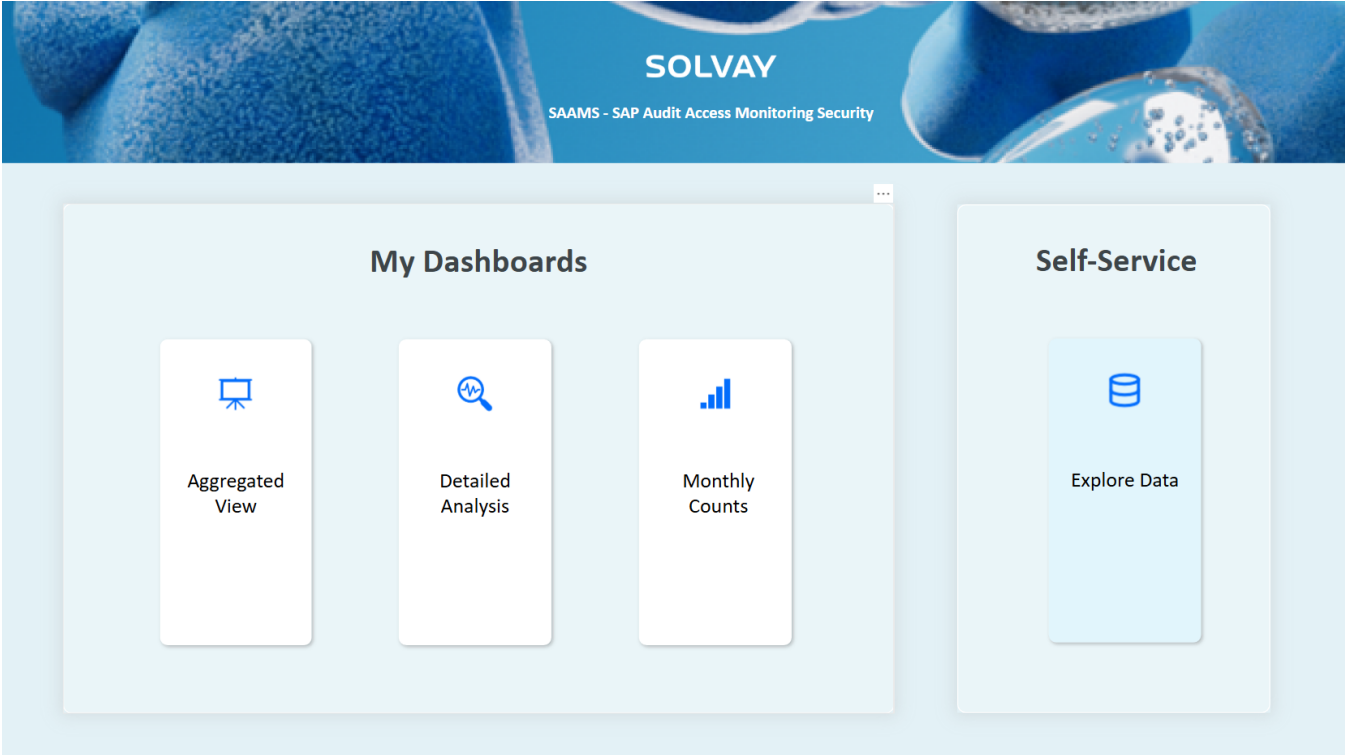 SOLVAY
SAAMS - SAP Audit Access Monitoring Security
...
My Dashboards
Aggregated
View
Detailed
Analysis
Monthly
Counts
Self-Service
Explore Data